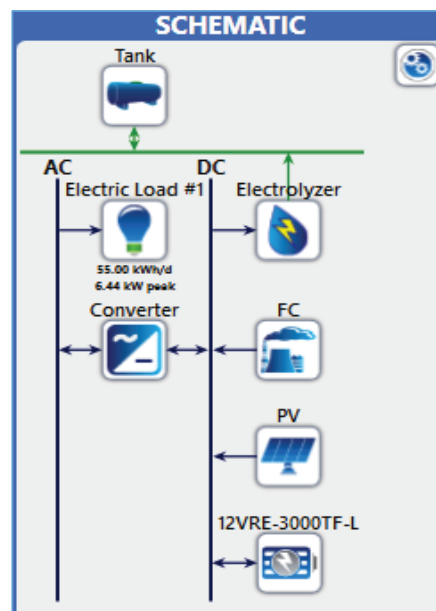 SCHEMATIC
Tank
AC DC
Electric Load #1 Electrolyzer
55.00 kWh/d
6.44 kW peak
Converter FC
PV
12VRE-3000TF-L